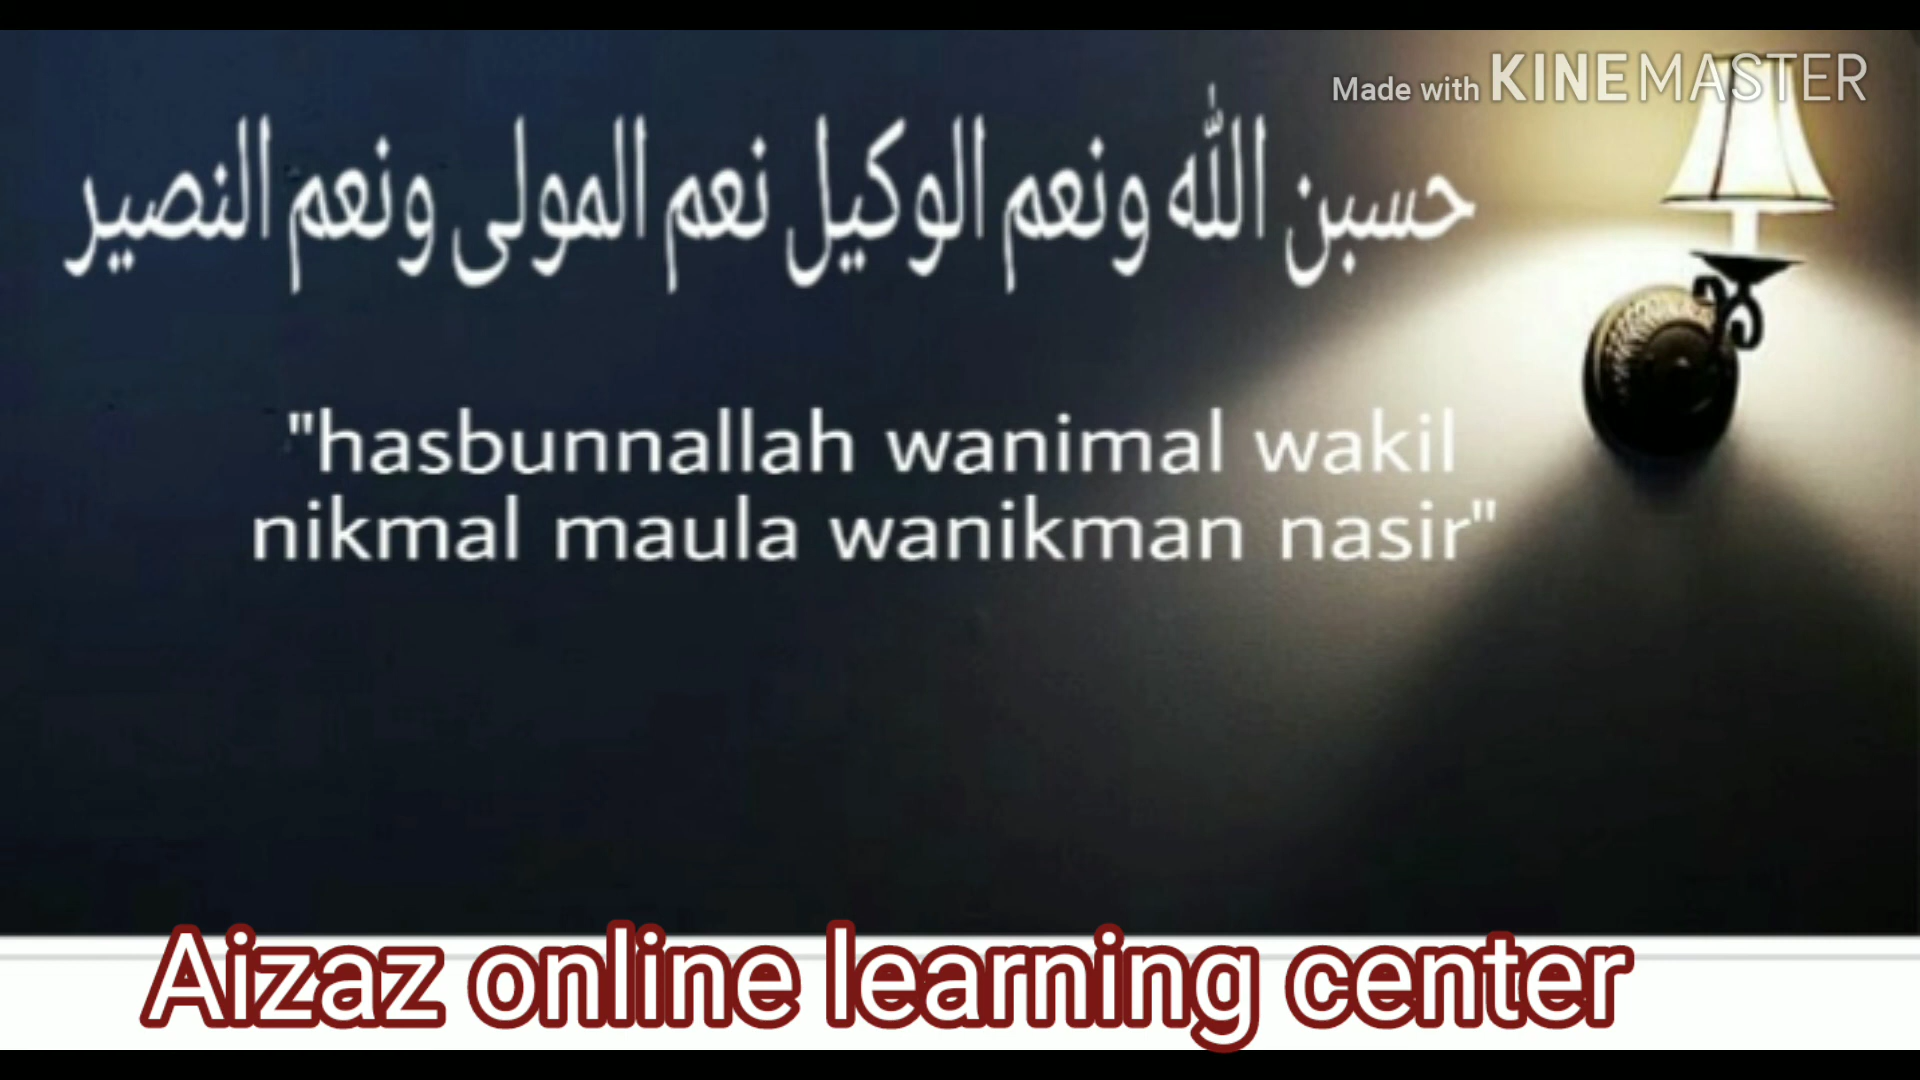 Made with KINEMASTER
حسبن الله ونعم الوكيل نعم المولى ونعم النصير
"hasbunnallah wanimal wakil
nikmal maula wanikman nasir"
Aizaz online learning center